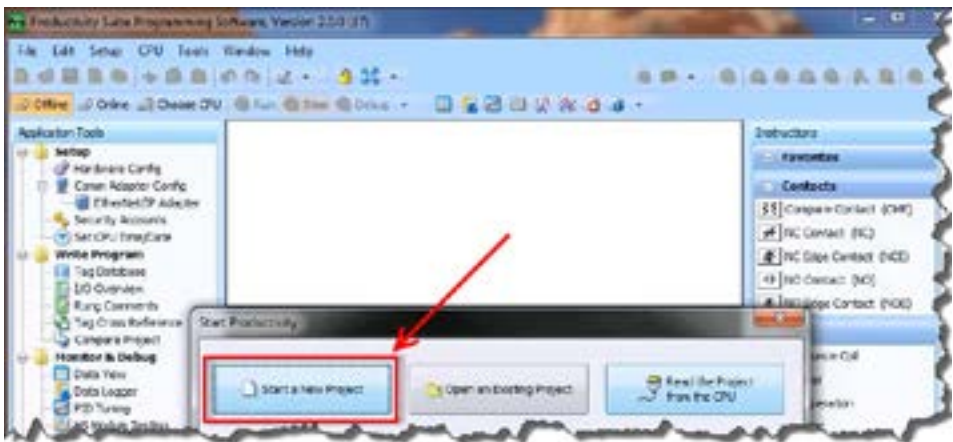 Productivity Suite Programming Software, Version 2.5.0 (37)
File Edit Setup CPU Tools Window Help
Offline Online Choose CPU Run Stop Debug
Application Tools
Setup
Hardware Config
Comm Adapter Config
EtherNet/IP Adapter
Security Accounts
Set CPU Time/Date
Write Program
Tag Database
I/O Overview
Rung Comments
Tag Cross Reference
Compare Project
Monitor & Debug
Data View
Data Logger
PID Tuning
Instructions
Favorites
Contacts
Compare Contact (CMP)
NC Contact (NC)
NC Edge Contact (NCE)
NO Contact (NO)
NO Edge Contact (NOE)
Start Productivity
Start a New Project
Open an Existing Project
Read the Project
from the CPU